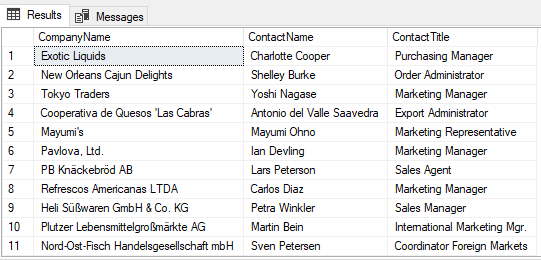 Results Messages
CompanyName ContactName ContactTitle
1 Exotic Liquids Charlotte Cooper Purchasing Manager
2 New Orleans Cajun Delights Shelley Burke Order Administrator
3 Tokyo Traders Yoshi Nagase Marketing Manager
4 Cooperativa de Quesos 'Las Cabras' Antonio del Valle Saavedra Export Administrator
5 Mayumi's Mayumi Ohno Marketing Representative
6 Pavlova, Ltd. Ian Devling Marketing Manager
7 PB Knäckebröd AB Lars Peterson Sales Agent
8 Refrescos Americanas LTDA Carlos Diaz Marketing Manager
9 Heli Süßwaren GmbH & Co. KG Petra Winkler Sales Manager
10 Plutzer Lebensmittelgroßmärkte AG Martin Bein International Marketing Mgr.
11 Nord-Ost-Fisch Handelsgesellschaft mbH Sven Petersen Coordinator Foreign Markets